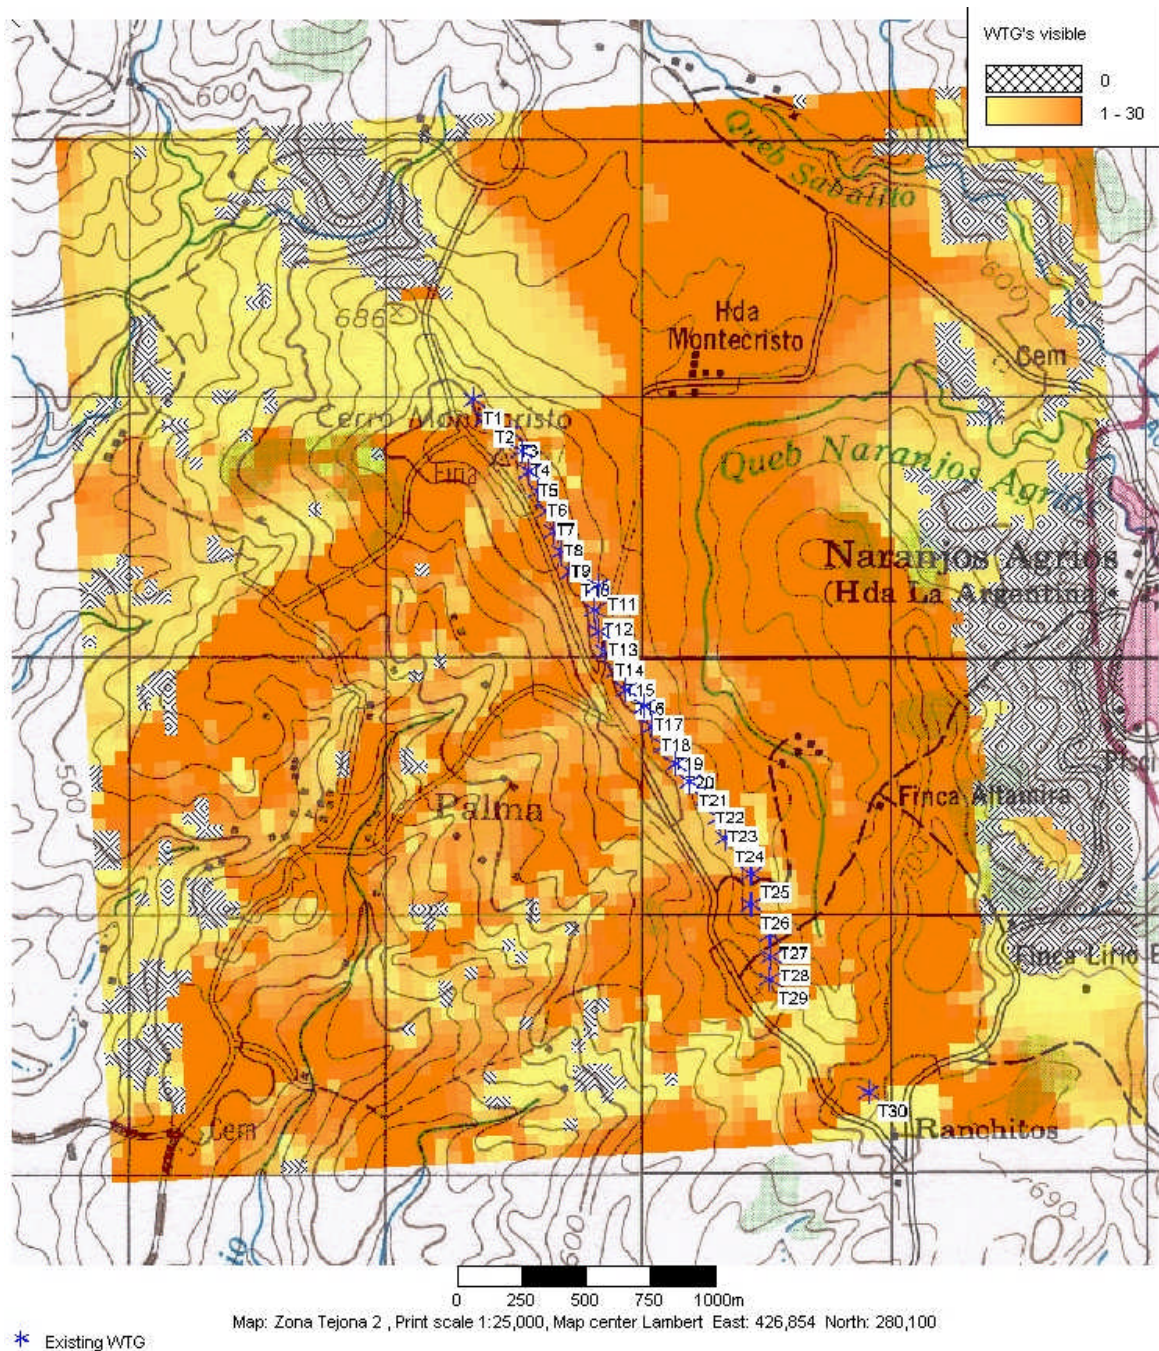 WTG's visible
0
1 - 30
600
Queb Sabalito
686
Hda
Montecristo
600
Cem
Cerro Montecristo
T1
T2
T3
Fina
T4
Queb Naranjos Agrio
T5
T6
T7
T8
T9
Naranjos Agrios
(Hda La Argentina)
T11
T12
T13
T14
T15
T17
T18
500
T19
T20
Palma
T21
Finca Altamira
T22
T23
T24
T25
T26
T27
Finca Lirio
T28
T29
T30
Cem
Ranchitos
690
600
0 250 500 750 1000m
Map: Zona Tejona 2 , Print scale 1:25,000, Map center Lambert East: 426,854 North: 280,100
Existing WTG